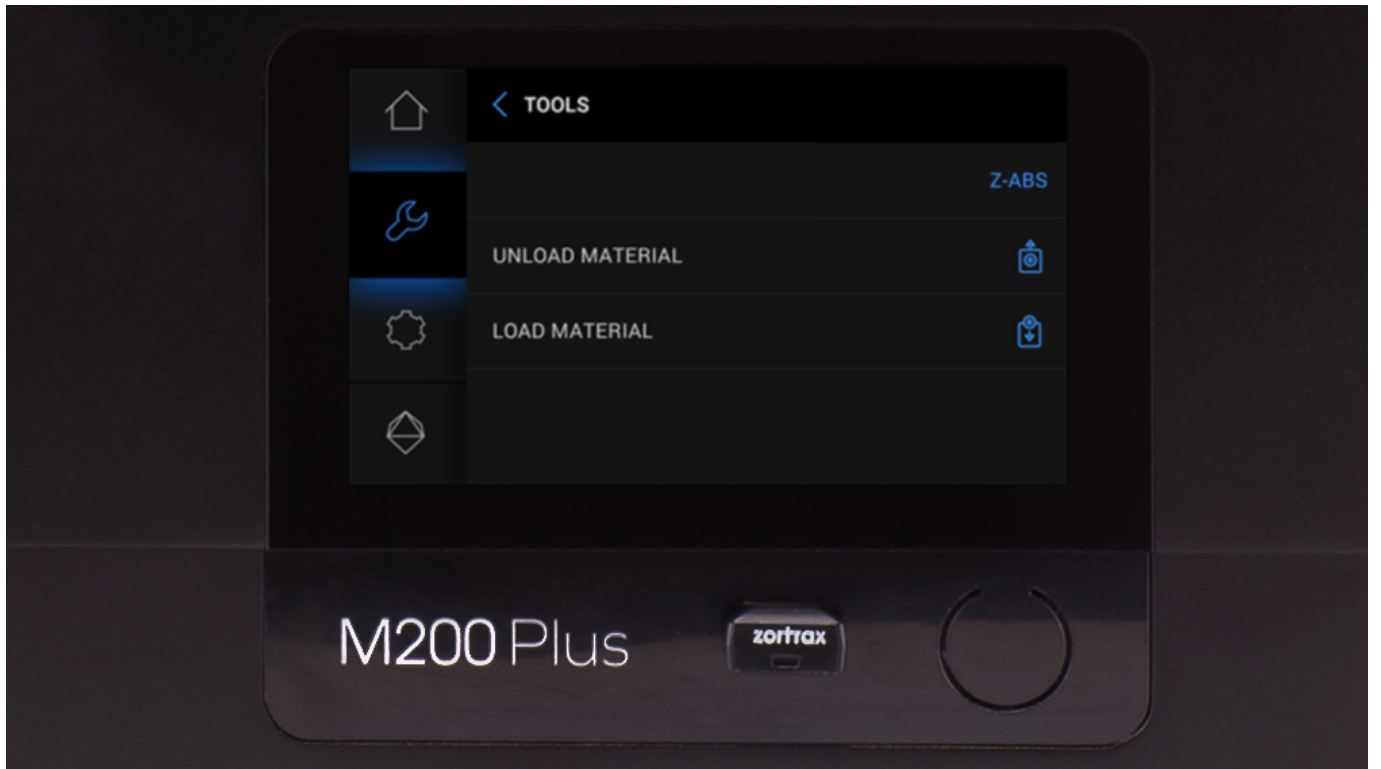 TOOLS
Z-ABS
UNLOAD MATERIAL
LOAD MATERIAL
M200 Plus
zortrax